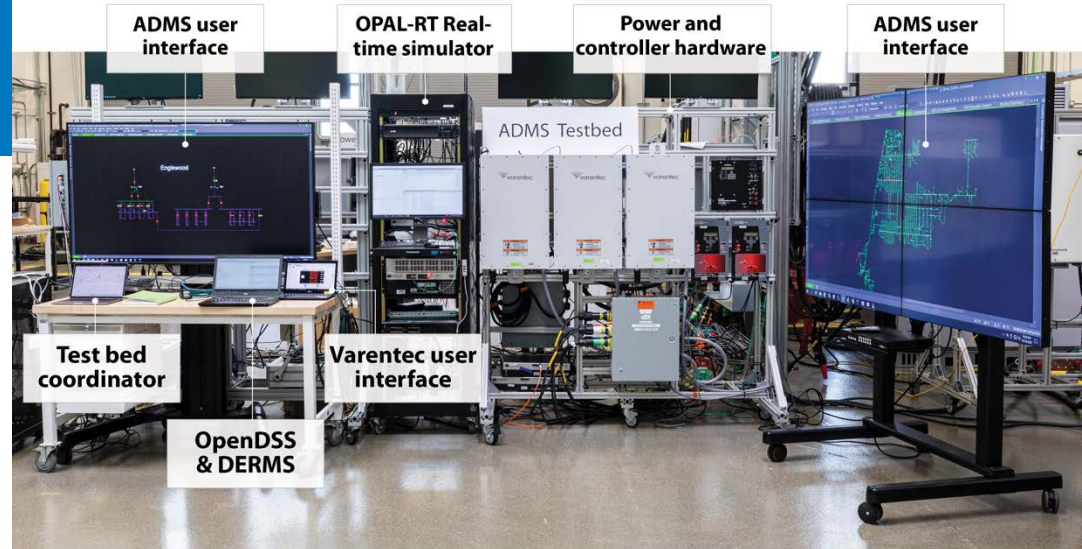 ADMS user
interface
OPAL-RT Real-
time simulator
Power and
controller hardware
ADMS user
interface
ADMS Testbed
Englewood
varentec
varentec
varentec
Test bed
coordinator
Varentec user
interface
OpenDSS
& DERMS